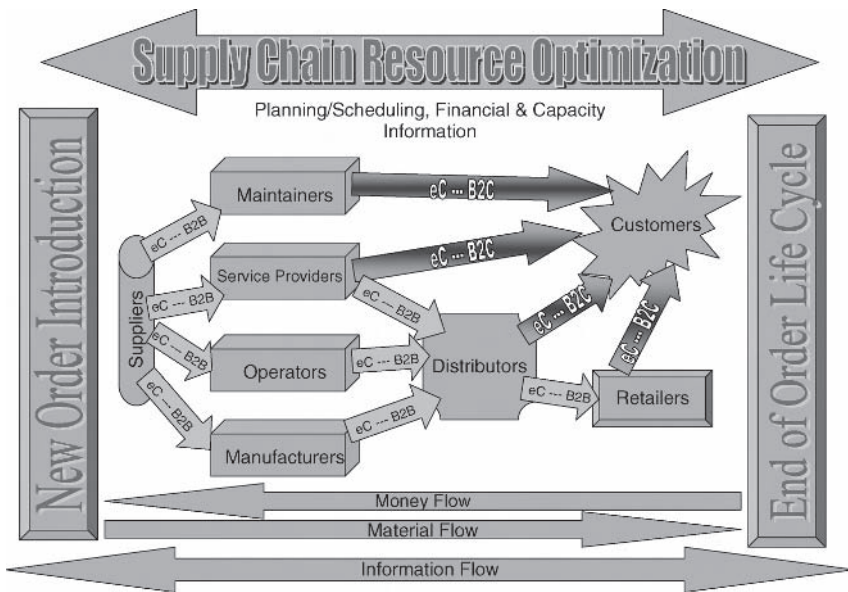 Supply Chain Resource Optimization
Planning/Scheduling, Financial & Capacity
Information
New Order Introduction
End of Order Life Cycle
Maintainers
eC --- B2C
Customers
eC --- B2B
Service Providers
eC --- B2C
eC --- B2B
eC --- B2B
Suppliers
eC --- B2B
Operators
eC --- B2B
Distributors
eC --- B2C
eC --- B2C
eC --- B2B
Manufacturers
eC --- B2B
eC --- B2B
Retailers
Money Flow
Material Flow
Information Flow